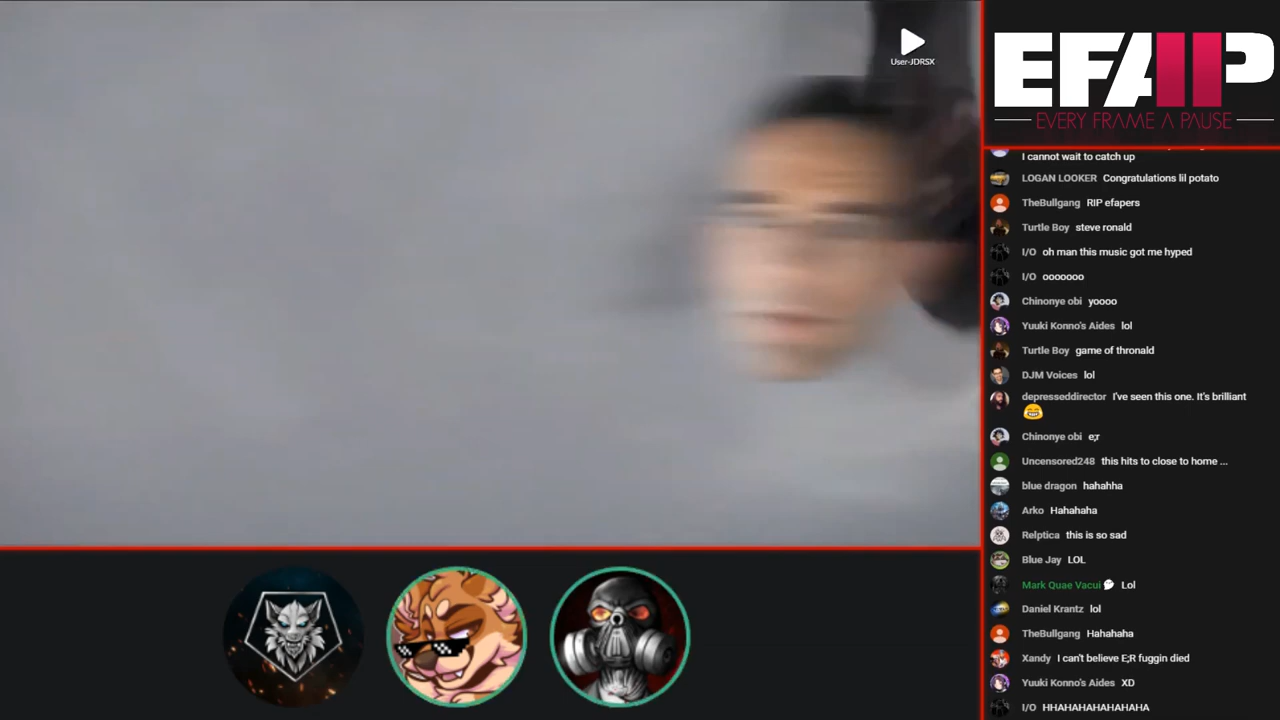 User-JDRSX
EFAP
EVERY FRAME A PAUSE
I cannot wait to catch up
LOGAN LOOKER Congratulations lil potato
TheBullgang RIP efapers
Turtle Boy steve ronald
I/O oh man this music got me hyped
I/O ooooooo
Chinonye obi yoooo
Yuuki Konno's Aides lol
Turtle Boy game of thronald
DJM Voices lol
depresseddirector I've seen this one. It's brilliant
😂
Chinonye obi e;r
Uncensored248 this hits to close to home ...
blue dragon hahahha
Arko Hahahaha
Relptica this is so sad
Blue Jay LOL
Mark Quae Vacui Lol
Daniel Krantz lol
TheBullgang Hahahaha
Xandy I can't believe E;R fuggin died
Yuuki Konno's Aides XD
I/O HHAHAHAHAHAHAHA